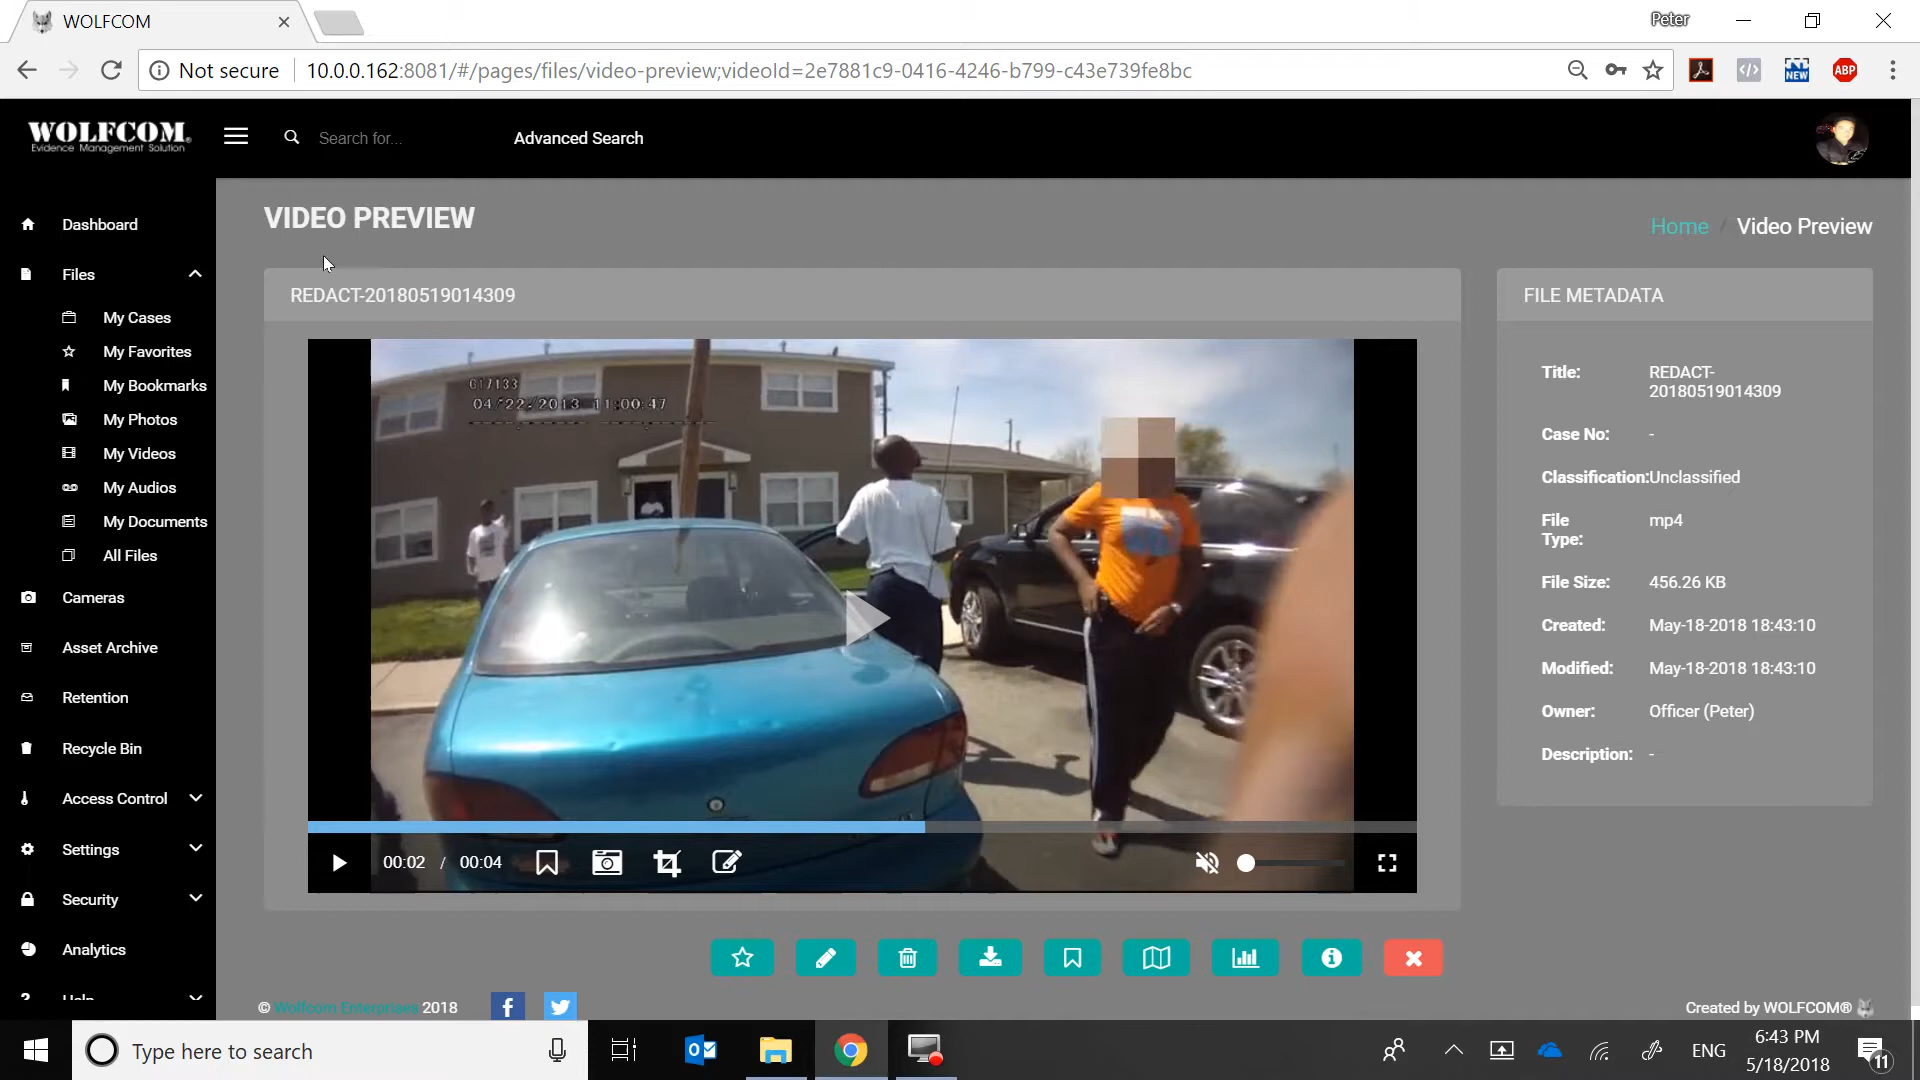 WOLFCOM
Peter
Not secure
10.0.0.162:8081/#/pages/files/video-preview;videoId=2e7881c9-0416-4246-b799-c43e739fe8bc
NEW
ABP
WOLFCOM®
Evidence Management Solution
Search for...
Advanced Search
VIDEO PREVIEW
Home / Video Preview
Dashboard
Files
My Cases
My Favorites
My Bookmarks
My Photos
My Videos
My Audios
My Documents
All Files
Cameras
Asset Archive
Retention
Recycle Bin
Access Control
Settings
Security
Analytics
Help
REDACT-20180519014309
017133
04/22/2013 11:00:47
00:02 / 00:04
FILE METADATA
Title: REDACT-
20180519014309
Case No: -
Classification:Unclassified
File mp4
Type:
File Size: 456.26 KB
Created: May-18-2018 18:43:10
Modified: May-18-2018 18:43:10
Owner: Officer (Peter)
Description: -
© Wolfcom Enterprises 2018
Created by WOLFCOM®
Type here to search
ENG
6:43 PM
5/18/2018
11